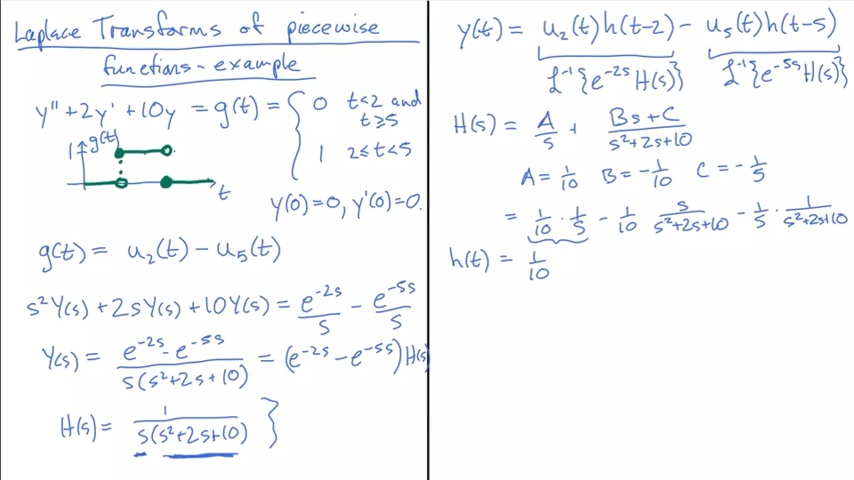 Laplace Transforms of piecewise
functions - example
y'' + 2y' + 10y = g(t) = { 0 t<2 and t≥5
1 2≤t<5
1 g(t)
t
y(0)=0, y'(0)=0.
g(t) = u₂(t) - u₅(t)
s²Y(s) + 2sY(s) + 10Y(s) = e^{-2s}/s - e^{-5s}/s
Y(s) = (e^{-2s} - e^{-5s})/(s(s²+2s+10)) = (e^{-2s} - e^{-5s})H(s)
H(s) = 1/(s(s²+2s+10)) }
y(t) = u₂(t)h(t-2) - u₅(t)h(t-5)
ℒ⁻¹{e^{-2s}H(s)} ℒ⁻¹{e^{-5s}H(s)}
H(s) = A/s + (Bs+C)/(s²+2s+10)
A = 1/10 B = -1/10 C = -1/5
= 1/10 · 1/s - 1/10 s/(s²+2s+10) - 1/5 · 1/(s²+2s+10)
h(t) = 1/10